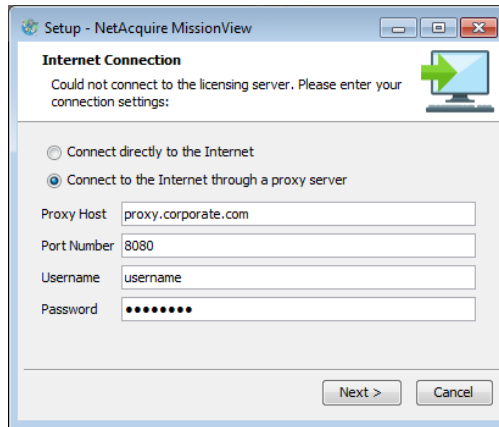 Setup - NetAcquire MissionView
Internet Connection
Could not connect to the licensing server. Please enter your
connection settings:
Connect directly to the Internet
Connect to the Internet through a proxy server
Proxy Host proxy.corporate.com
Port Number 8080
Username username
Password ●●●●●●●●
Next > Cancel